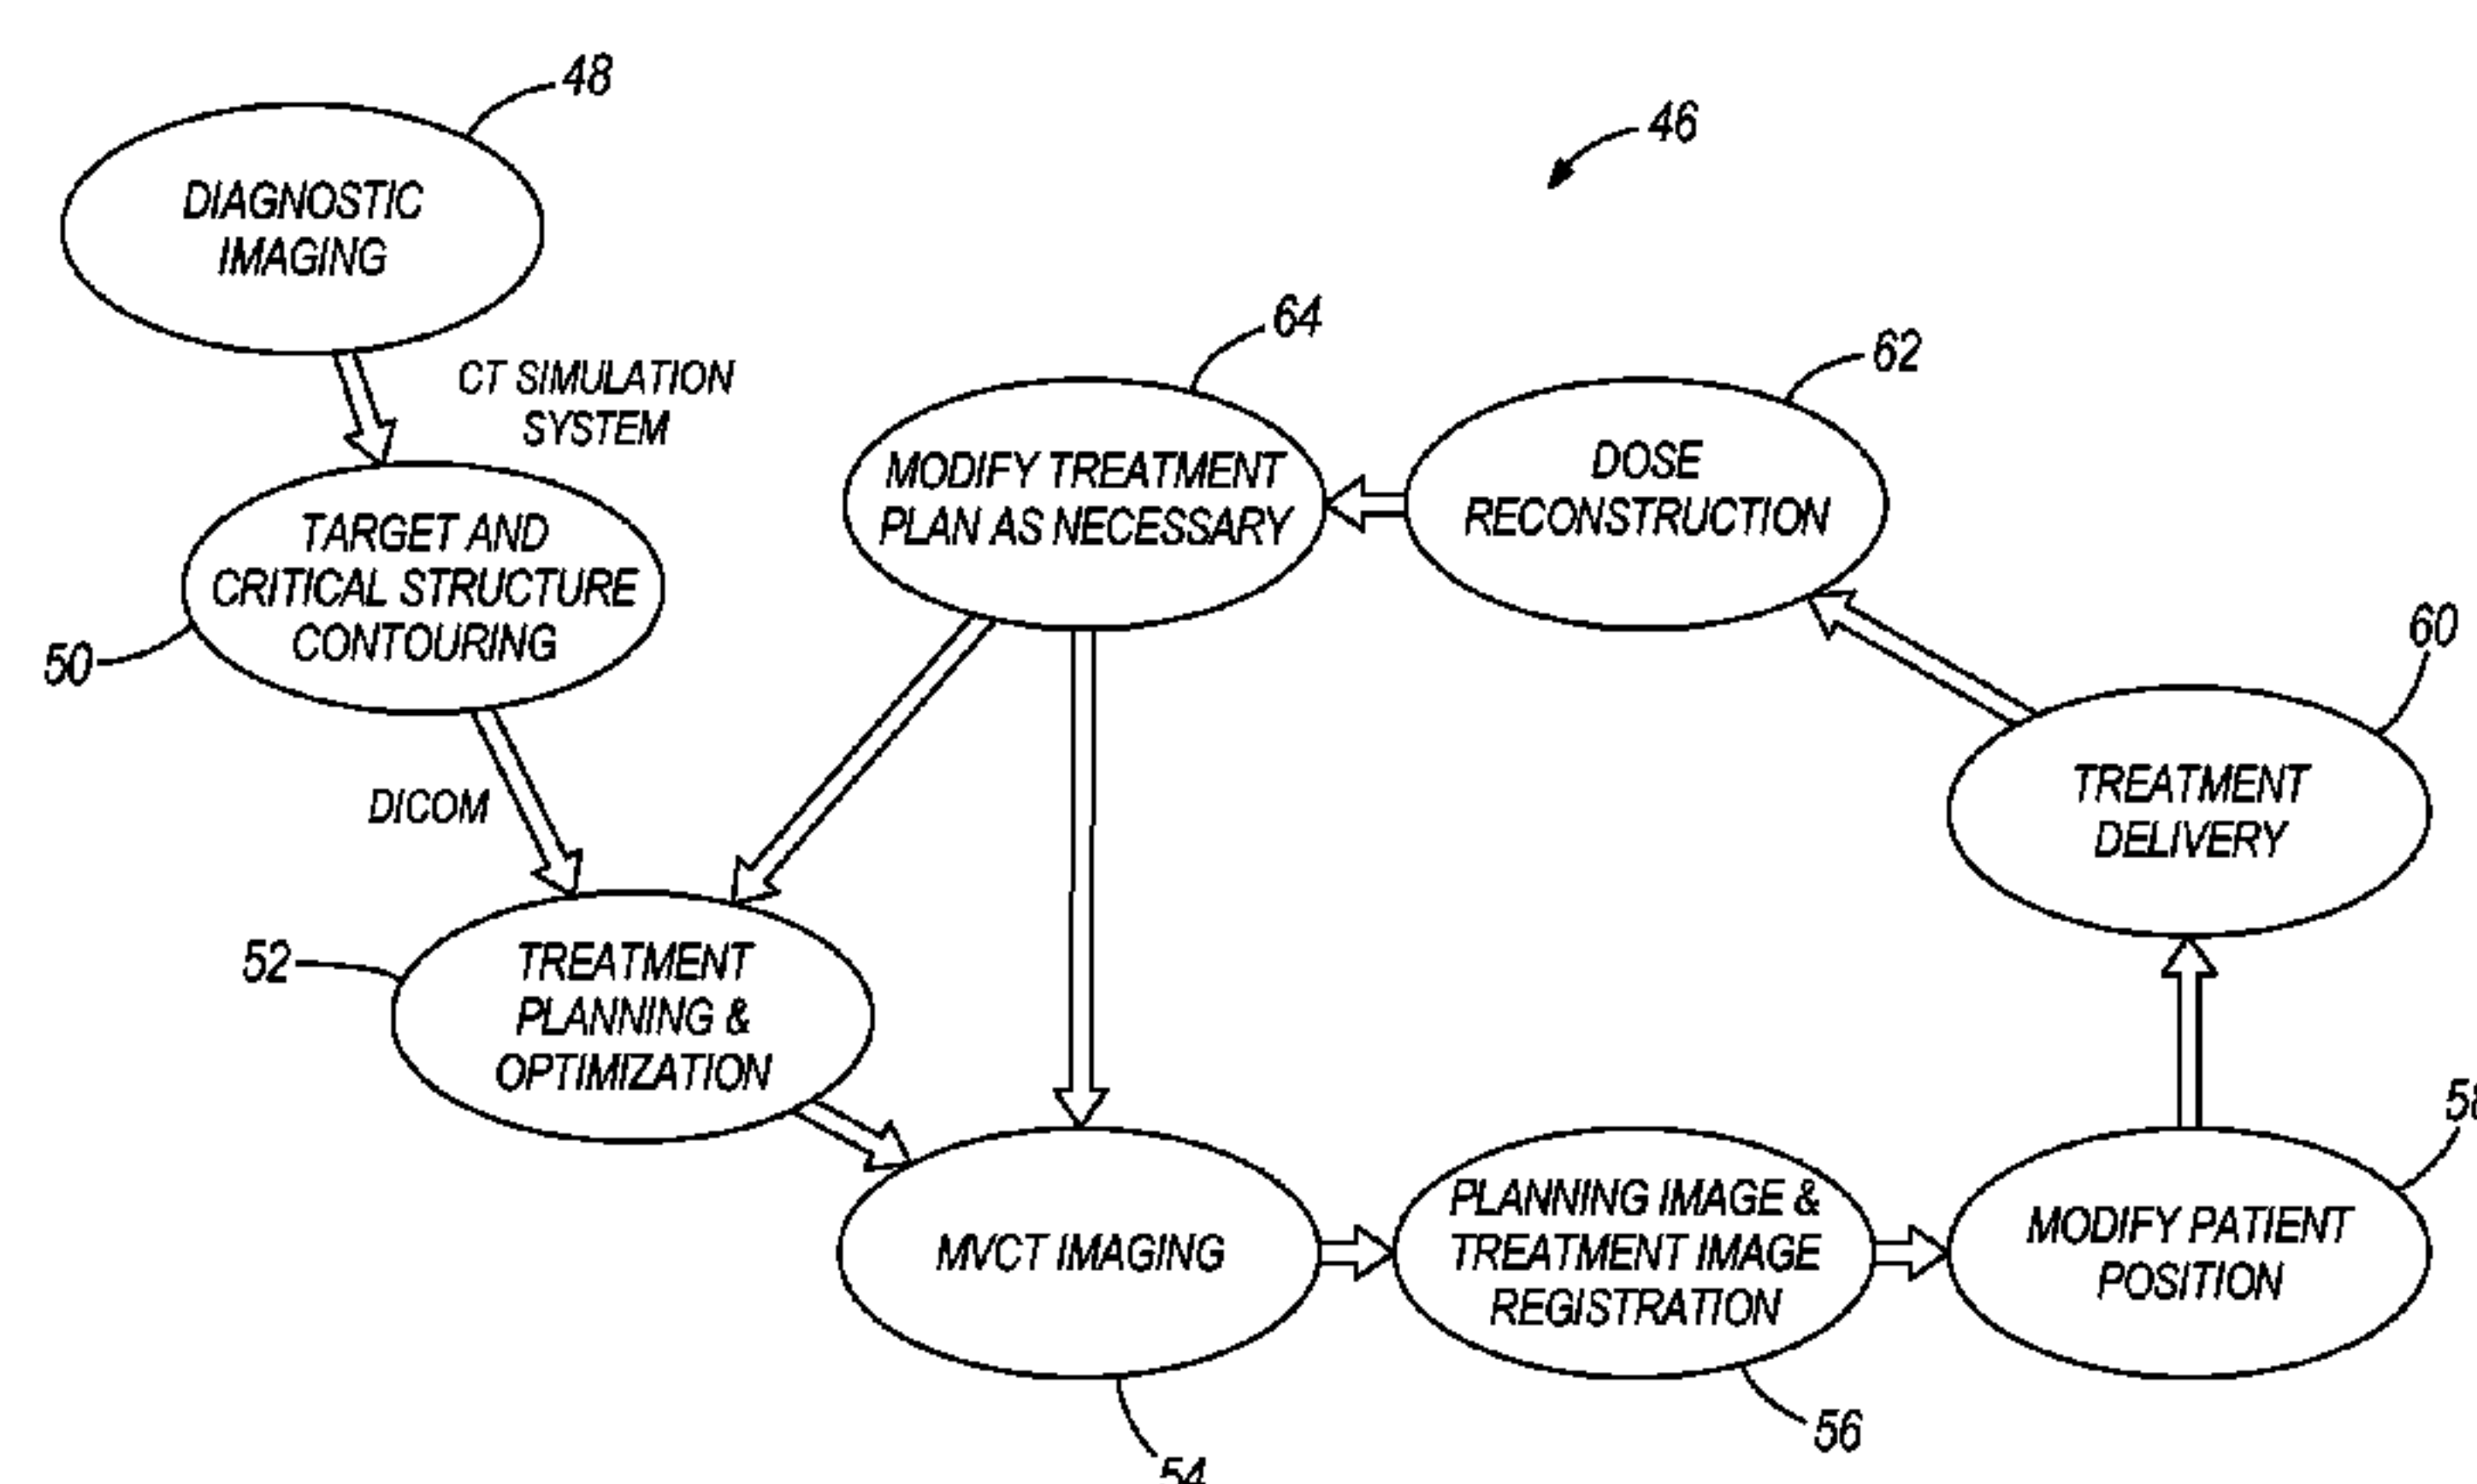 48
46
DIAGNOSTIC
IMAGING
CT SIMULATION
SYSTEM
64
62
MODIFY TREATMENT
PLAN AS NECESSARY
DOSE
RECONSTRUCTION
TARGET AND
CRITICAL STRUCTURE
CONTOURING
50
60
DICOM
TREATMENT
DELIVERY
52
TREATMENT
PLANNING &
OPTIMIZATION
58
MVCT IMAGING
PLANNING IMAGE &
TREATMENT IMAGE
REGISTRATION
MODIFY PATIENT
POSITION
56
54